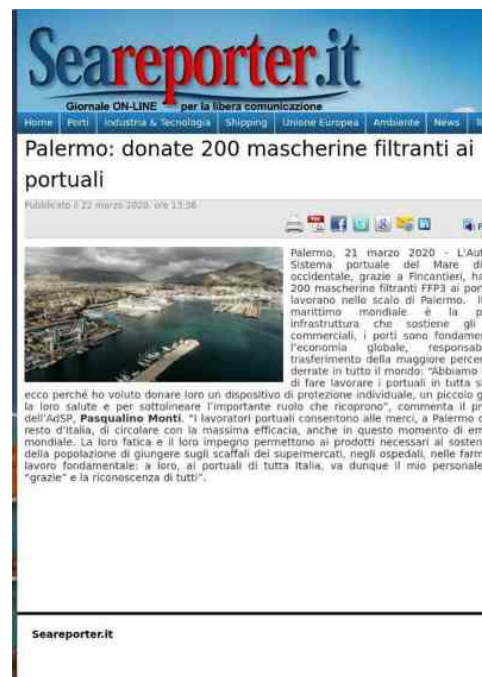 Seareporter.it
Giornale ON-LINE per la libera comunicazione
Home Porti Industria & Tecnologia Shipping Unione Europea Ambiente News
Palermo: donate 200 mascherine filtranti ai
portuali
Pubblicato il 22 marzo 2020, ore 13:36
Palermo, 21 marzo 2020 - L'Aut
Sistema portuale del Mare di
occidentale, grazie a Fincantieri, ha
200 mascherine filtranti FFP3 ai por
lavorano nello scalo di Palermo. I
marittimo mondiale è la p
infrastruttura che sostiene gli
commerciali, i porti sono fondame
l'economia globale, responsab
trasferimento della maggiore percen
derrate in tutto il mondo: "Abbiamo
di fare lavorare i portuali in tutta s
ecco perché ho voluto donare loro un dispositivo di protezione individuale, un piccolo g
la loro salute e per sottolineare l'importante ruolo che ricoprono", commenta il pr
dell'AdSP, Pasqualino Monti. "I lavoratori portuali consentono alle merci, a Palermo c
resto d'Italia, di circolare con la massima efficacia, anche in questo momento di em
mondiale. La loro fatica e il loro impegno permettono ai prodotti necessari al sosten
della popolazione di giungere sugli scaffali dei supermercati, negli ospedali, nelle farm
lavoro fondamentale: a loro, ai portuali di tutta Italia, va dunque il mio personale
"grazie" e la riconoscenza di tutti".
Seareporter.it